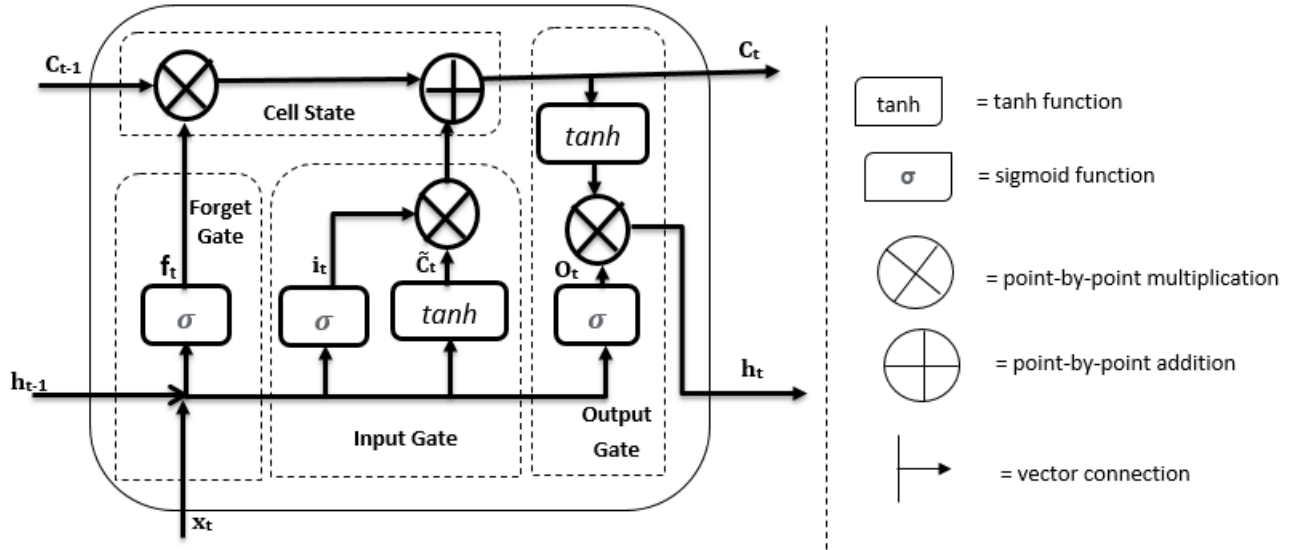 Cₜ₋₁
Cell State
Cₜ
tanh
Forget
Gate
fₜ
σ
iₜ
σ
C̃ₜ
tanh
Oₜ
σ
hₜ₋₁
hₜ
Input Gate
Output
Gate
xₜ
tanh
= tanh function
σ
= sigmoid function
= point-by-point multiplication
= point-by-point addition
= vector connection